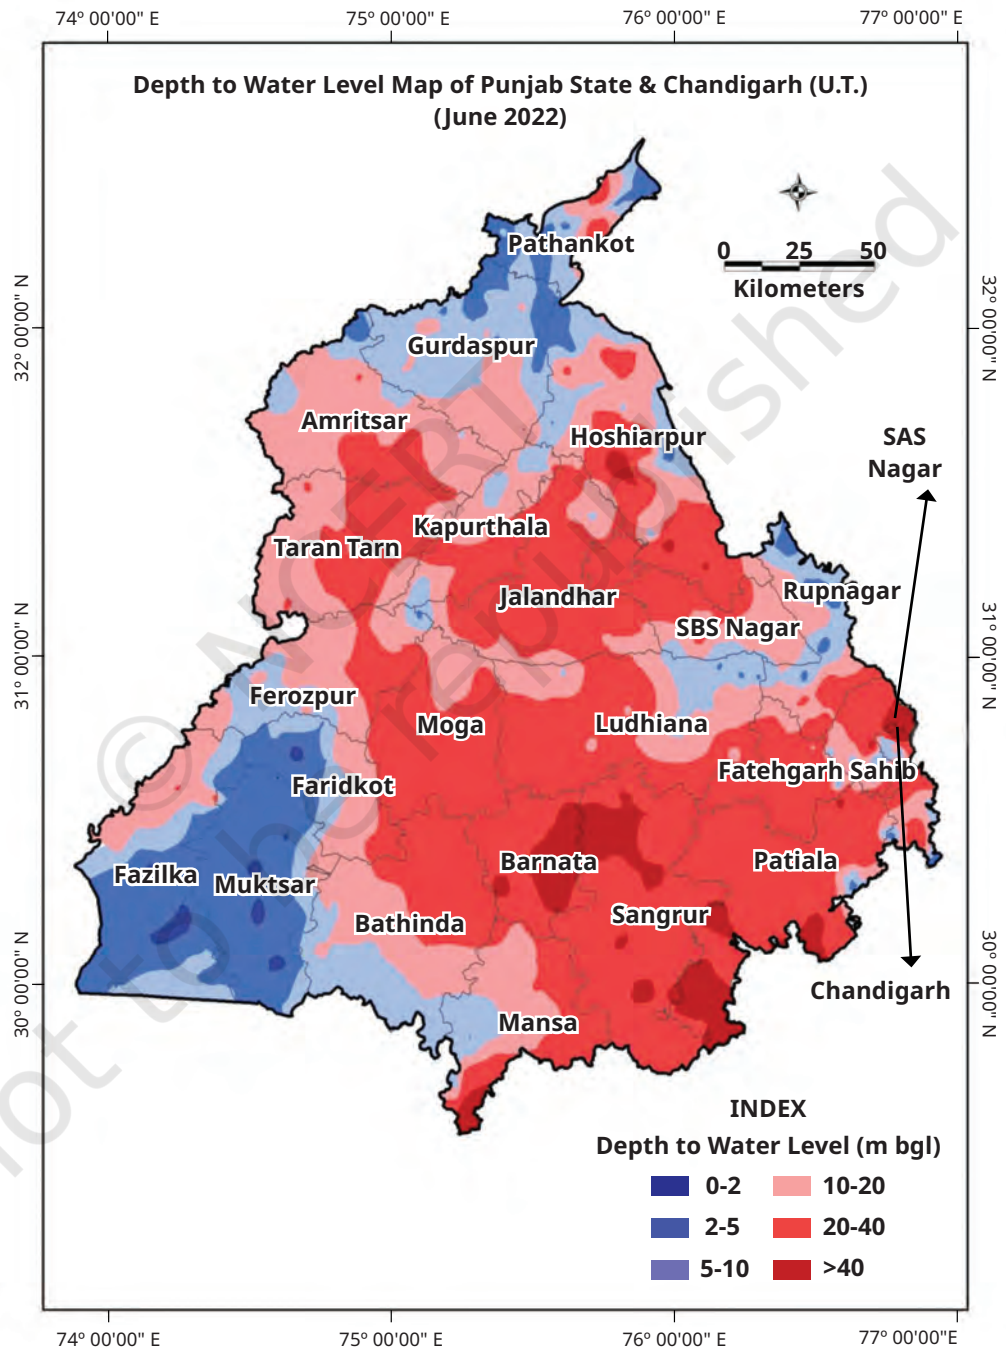 74° 00'00" E 75° 00'00" E 76° 00'00" E 77° 00'00" E
Depth to Water Level Map of Punjab State & Chandigarh (U.T.)
(June 2022)
Pathankot
0 25 50
Kilometers
32° 00'00" N
32° 00'00" N
Gurdaspur
Amritsar
Hoshiarpur
SAS
Nagar
Kapurthala
Taran Tarn
Jalandhar
Rupnagar
SBS Nagar
31° 00'00" N
31° 00'00" N
Ferozpur
Moga
Ludhiana
Fatehgarh Sahib
Faridkot
Barnata
Patiala
Fazilka
Muktsar
Sangrur
Bathinda
30° 00'00" N
30° 00'00" N
Chandigarh
Mansa
INDEX
Depth to Water Level (m bgl)
0-2 10-20
2-5 20-40
5-10 >40
74° 00'00" E 75° 00'00" E 76° 00'00" E 77° 00'00" E
© NCERT
not to be republished